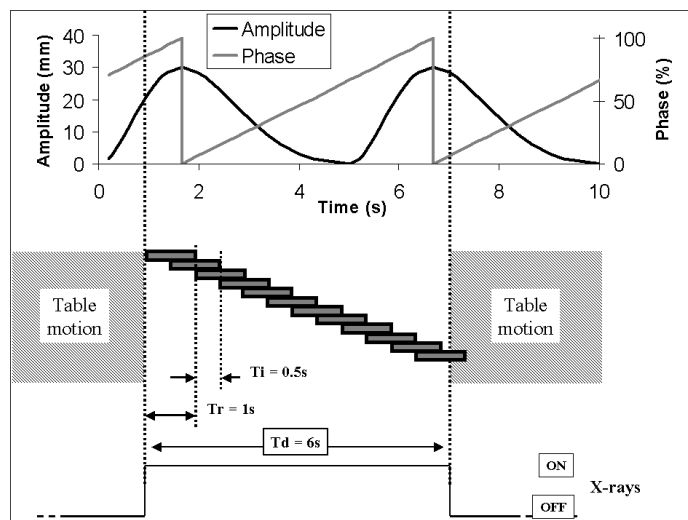 Amplitude
Phase
Amplitude (mm)
40
30
20
10
0
Phase (%)
100
50
0
0 2 4 6 8 10
Time (s)
Table
motion
Table
motion
Ti = 0.5s
Tr = 1s
Td = 6s
ON
X-rays
OFF